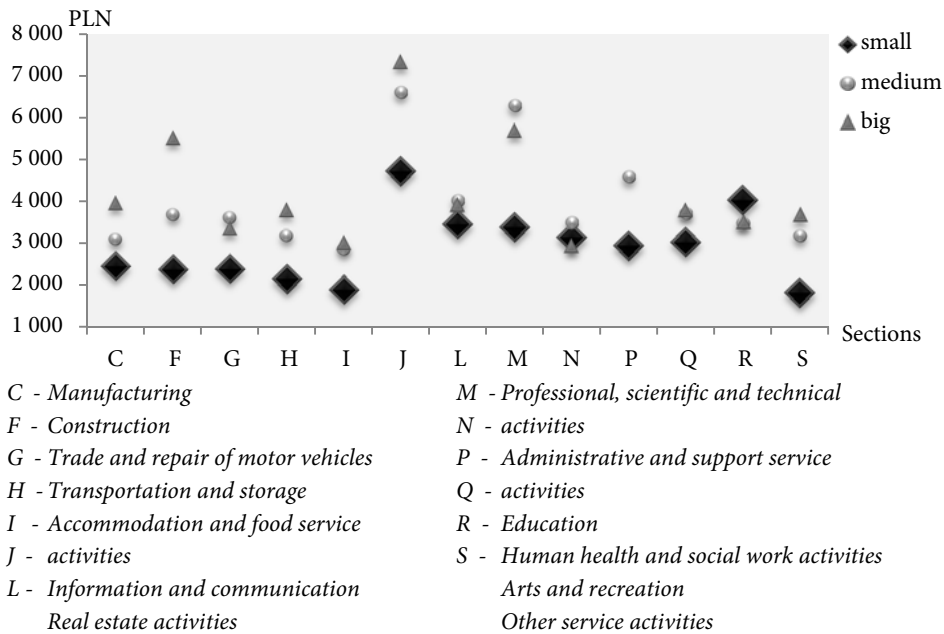 PLN
8 000
7 000
6 000
5 000
4 000
3 000
2 000
1 000
small
medium
big
Sections
C F G H I J L M N P Q R S
C - Manufacturing
F - Construction
G - Trade and repair of motor vehicles
H - Transportation and storage
I - Accommodation and food service
J - activities
L - Information and communication
Real estate activities
M - Professional, scientific and technical
N - activities
P - Administrative and support service
Q - activities
R - Education
S - Human health and social work activities
Arts and recreation
Other service activities